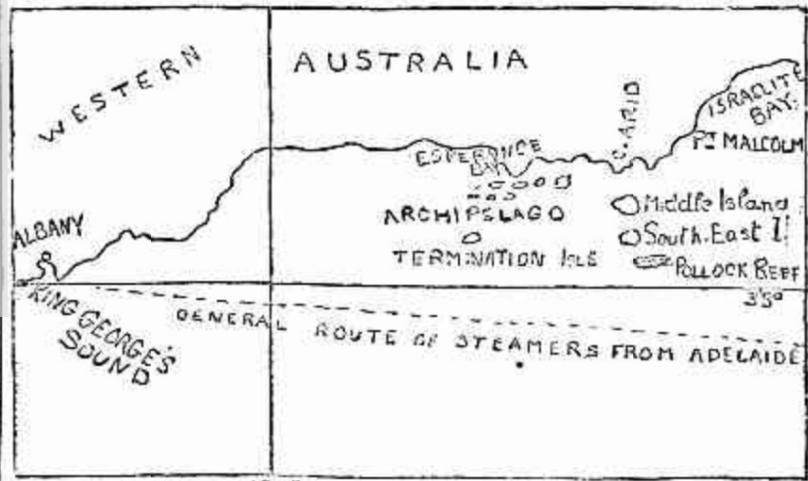 WESTERN
AUSTRALIA
C. ARID
ISRAELITE
BAY.
PT MALCOLM
ESPERANCE
BAY
ARCHIPELAGO
Middle Island
ALBANY
South.East I
TERMINATION ISLE
POLLOCK REEF
35°
KING GEORGE'S
SOUND
GENERAL ROUTE OF STEAMERS FROM ADELAIDE